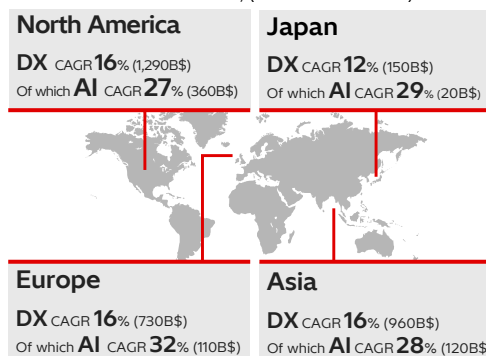 North America
DX CAGR 16% (1,290B$)
Of which AI CAGR 27% (360B$)
Japan
DX CAGR 12% (150B$)
Of which AI CAGR 29% (20B$)
Europe
DX CAGR 16% (730B$)
Of which AI CAGR 32% (110B$)
Asia
DX CAGR 16% (960B$)
Of which AI CAGR 28% (120B$